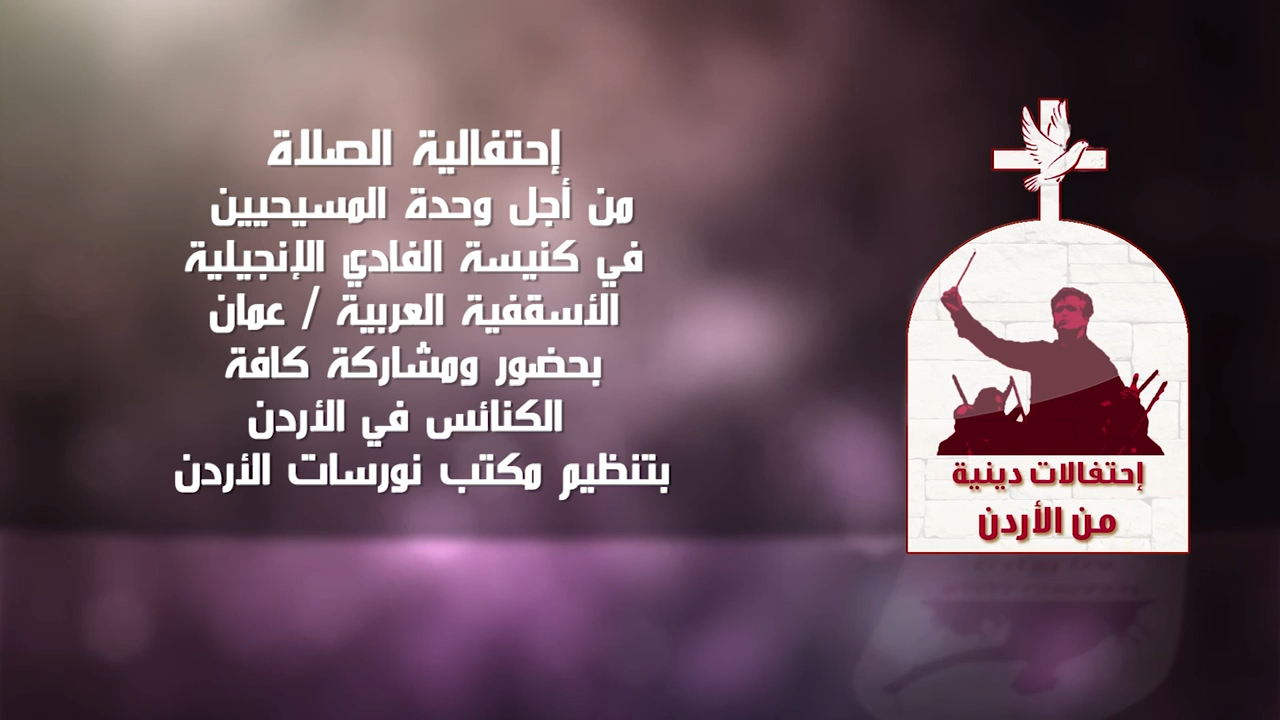 إحتفالية الصلاة
من أجل وحدة المسيحيين
في كنيسة الفادي الإنجيلية
الأسقفية العربية / عمان
بحضور ومشاركة كافة
الكنائس في الأردن
بتنظيم مكتب نورسات الأردن
إحتفالات دينية
من الأردن